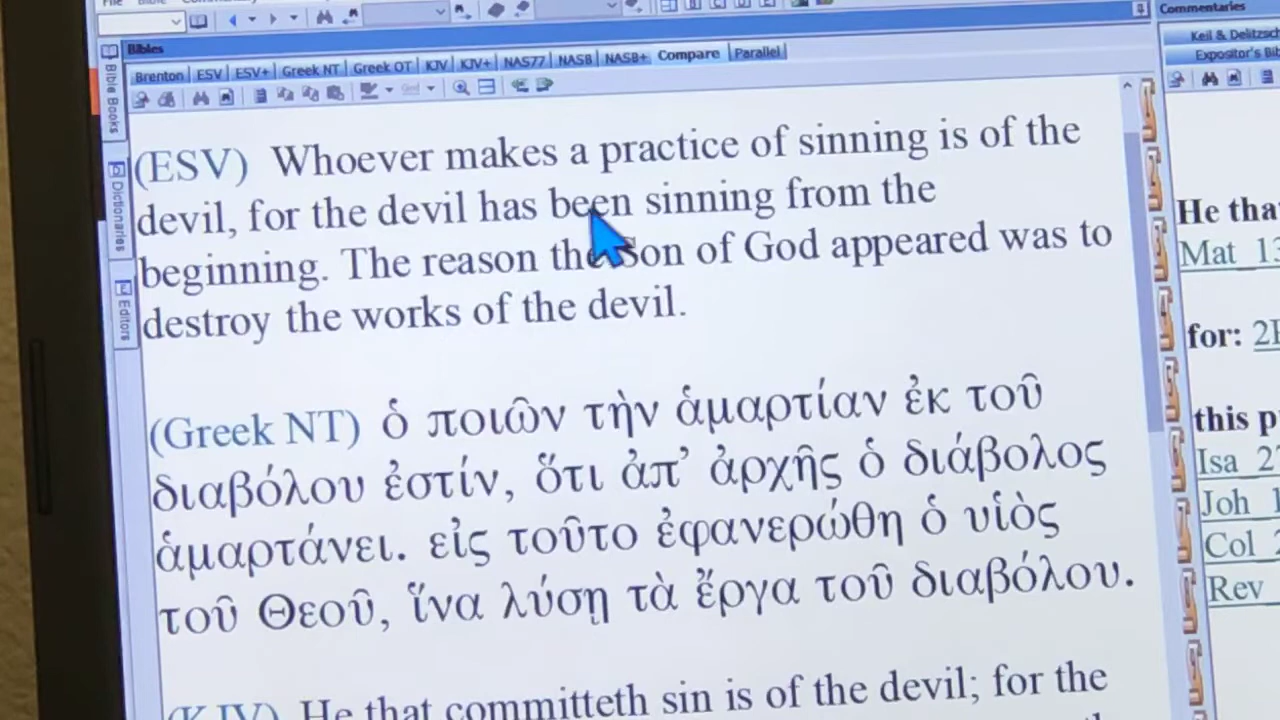 Commentaries
Bibles
Brenton ESV ESV+ Greek NT Greek OT KJV KJV+ NAS77 NASB NASB+ Compare Parallel
Keil & Delitzsch
Expositor's Bi
Bible Books
Dictionaries
Editors
(ESV) Whoever makes a practice of sinning is of the
devil, for the devil has been sinning from the
beginning. The reason the Son of God appeared was to
destroy the works of the devil.
(Greek NT) ὁ ποιῶν τὴν ἁμαρτίαν ἐκ τοῦ
διαβόλου ἐστίν, ὅτι ἀπ᾽ ἀρχῆς ὁ διάβολος
ἁμαρτάνει. εἰς τοῦτο ἐφανερώθη ὁ υἱὸς
τοῦ Θεοῦ, ἵνα λύσῃ τὰ ἔργα τοῦ διαβόλου.
(KJV) He that committeth sin is of the devil; for the
He tha
Mat 13
for: 2
this p
Isa 2
Joh
Col 2
Rev